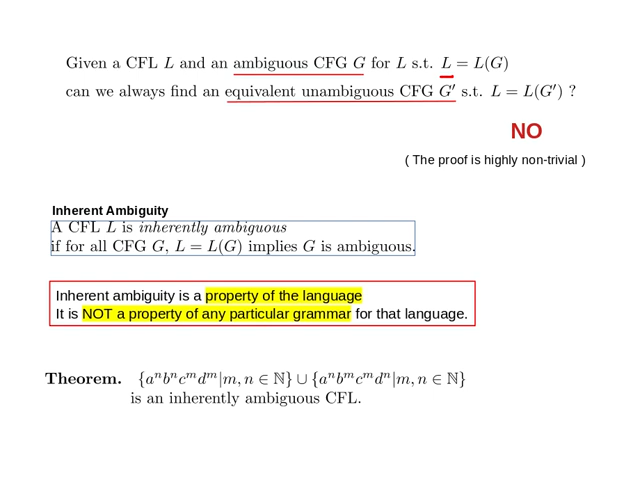 Given a CFL L and an ambiguous CFG G for L s.t. L = L(G)
can we always find an equivalent unambiguous CFG G′ s.t. L = L(G′) ?
NO
( The proof is highly non-trivial )
Inherent Ambiguity
A CFL L is inherently ambiguous
if for all CFG G, L = L(G) implies G is ambiguous.
Inherent ambiguity is a property of the language
It is NOT a property of any particular grammar for that language.
Theorem. {aⁿbⁿcᵐdᵐ|m, n ∈ ℕ} ∪ {aⁿbᵐcᵐdⁿ|m, n ∈ ℕ}
is an inherently ambiguous CFL.